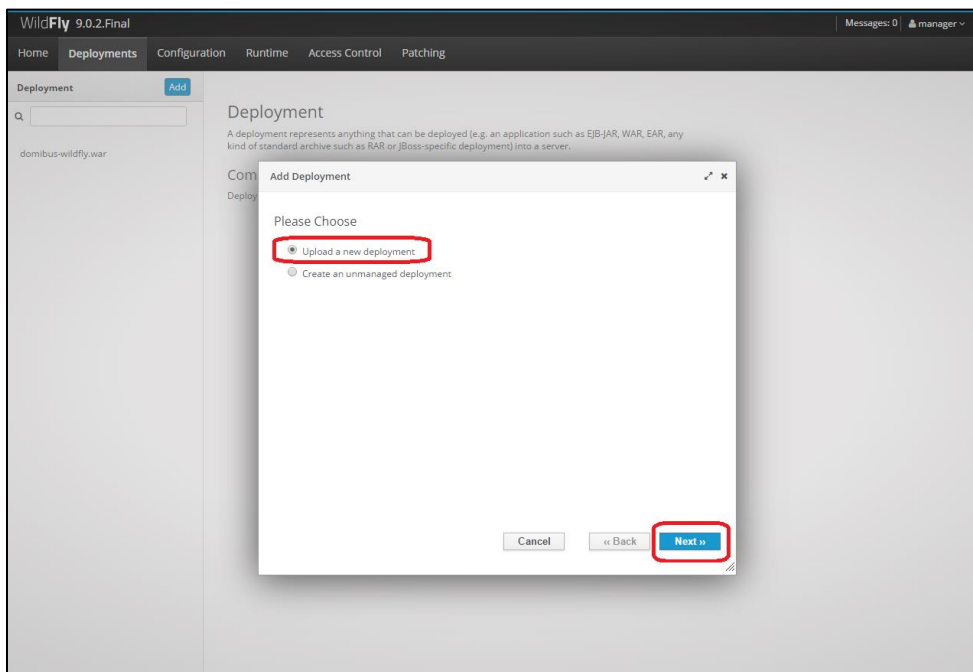 WildFly 9.0.2.Final
Messages: 0 manager
Home Deployments Configuration Runtime Access Control Patching
Deployment Add
domibus-wildfly.war
Deployment
A deployment represents anything that can be deployed (e.g. an application such as EJB-JAR, WAR, EAR, any
kind of standard archive such as RAR or JBoss-specific deployment) into a server.
Com
Deploy
Add Deployment
Please Choose
Upload a new deployment
Create an unmanaged deployment
Cancel
‹‹ Back
Next ››